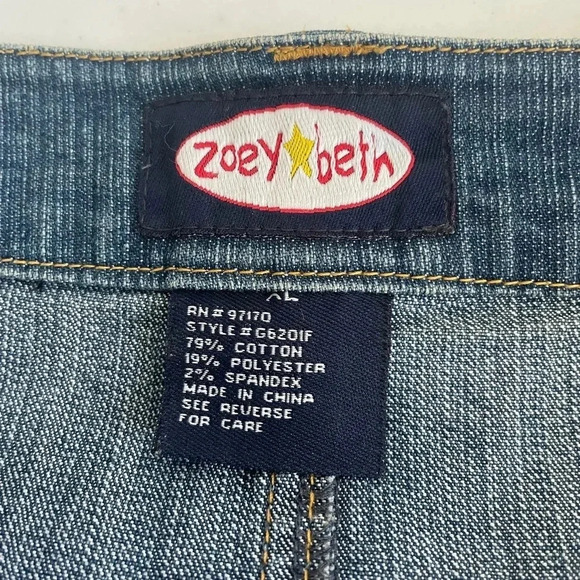 zoey beth
XL
RN # 97170
STYLE # G6201F
79% COTTON
19% POLYESTER
2% SPANDEX
MADE IN CHINA
SEE REVERSE
FOR CARE